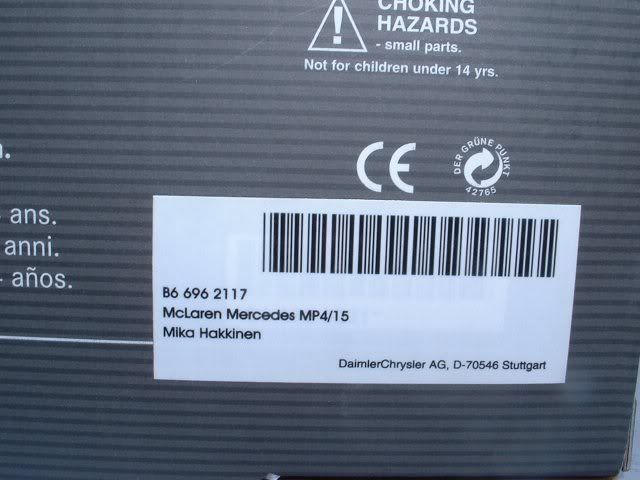 CHOKING
HAZARDS
- small parts.
Not for children under 14 yrs.
CE
DER GRÜNE PUNKT
42765
ans.
anni.
años.
B6 696 2117
McLaren Mercedes MP4/15
Mika Hakkinen
DaimlerChrysler AG, D-70546 Stuttgart